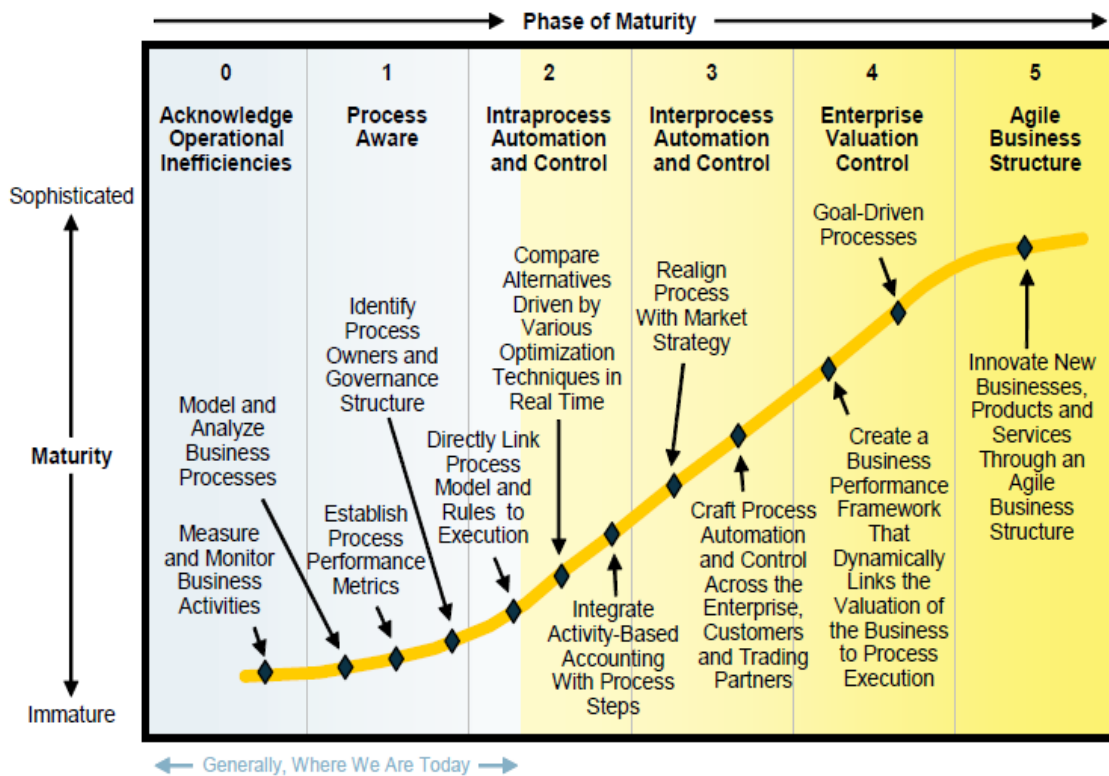 Phase of Maturity
0
Acknowledge
Operational
Inefficiencies
1
Process
Aware
2
Intraprocess
Automation
and Control
3
Interprocess
Automation
and Control
4
Enterprise
Valuation
Control
5
Agile
Business
Structure
Sophisticated
Maturity
Immature
Measure
and Monitor
Business
Activities
Model and
Analyze
Business
Processes
Establish
Process
Performance
Metrics
Identify
Process
Owners and
Governance
Structure
Directly Link
Process
Model and
Rules to
Execution
Compare
Alternatives
Driven by
Various
Optimization
Techniques in
Real Time
Integrate
Activity-Based
Accounting
With Process
Steps
Realign
Process
With Market
Strategy
Craft Process
Automation
and Control
Across the
Enterprise,
Customers
and Trading
Partners
Create a
Business
Performance
Framework
That
Dynamically
Links the
Valuation of
the Business
to Process
Execution
Goal-Driven
Processes
Innovate New
Businesses,
Products and
Services
Through an
Agile
Business
Structure
Generally, Where We Are Today